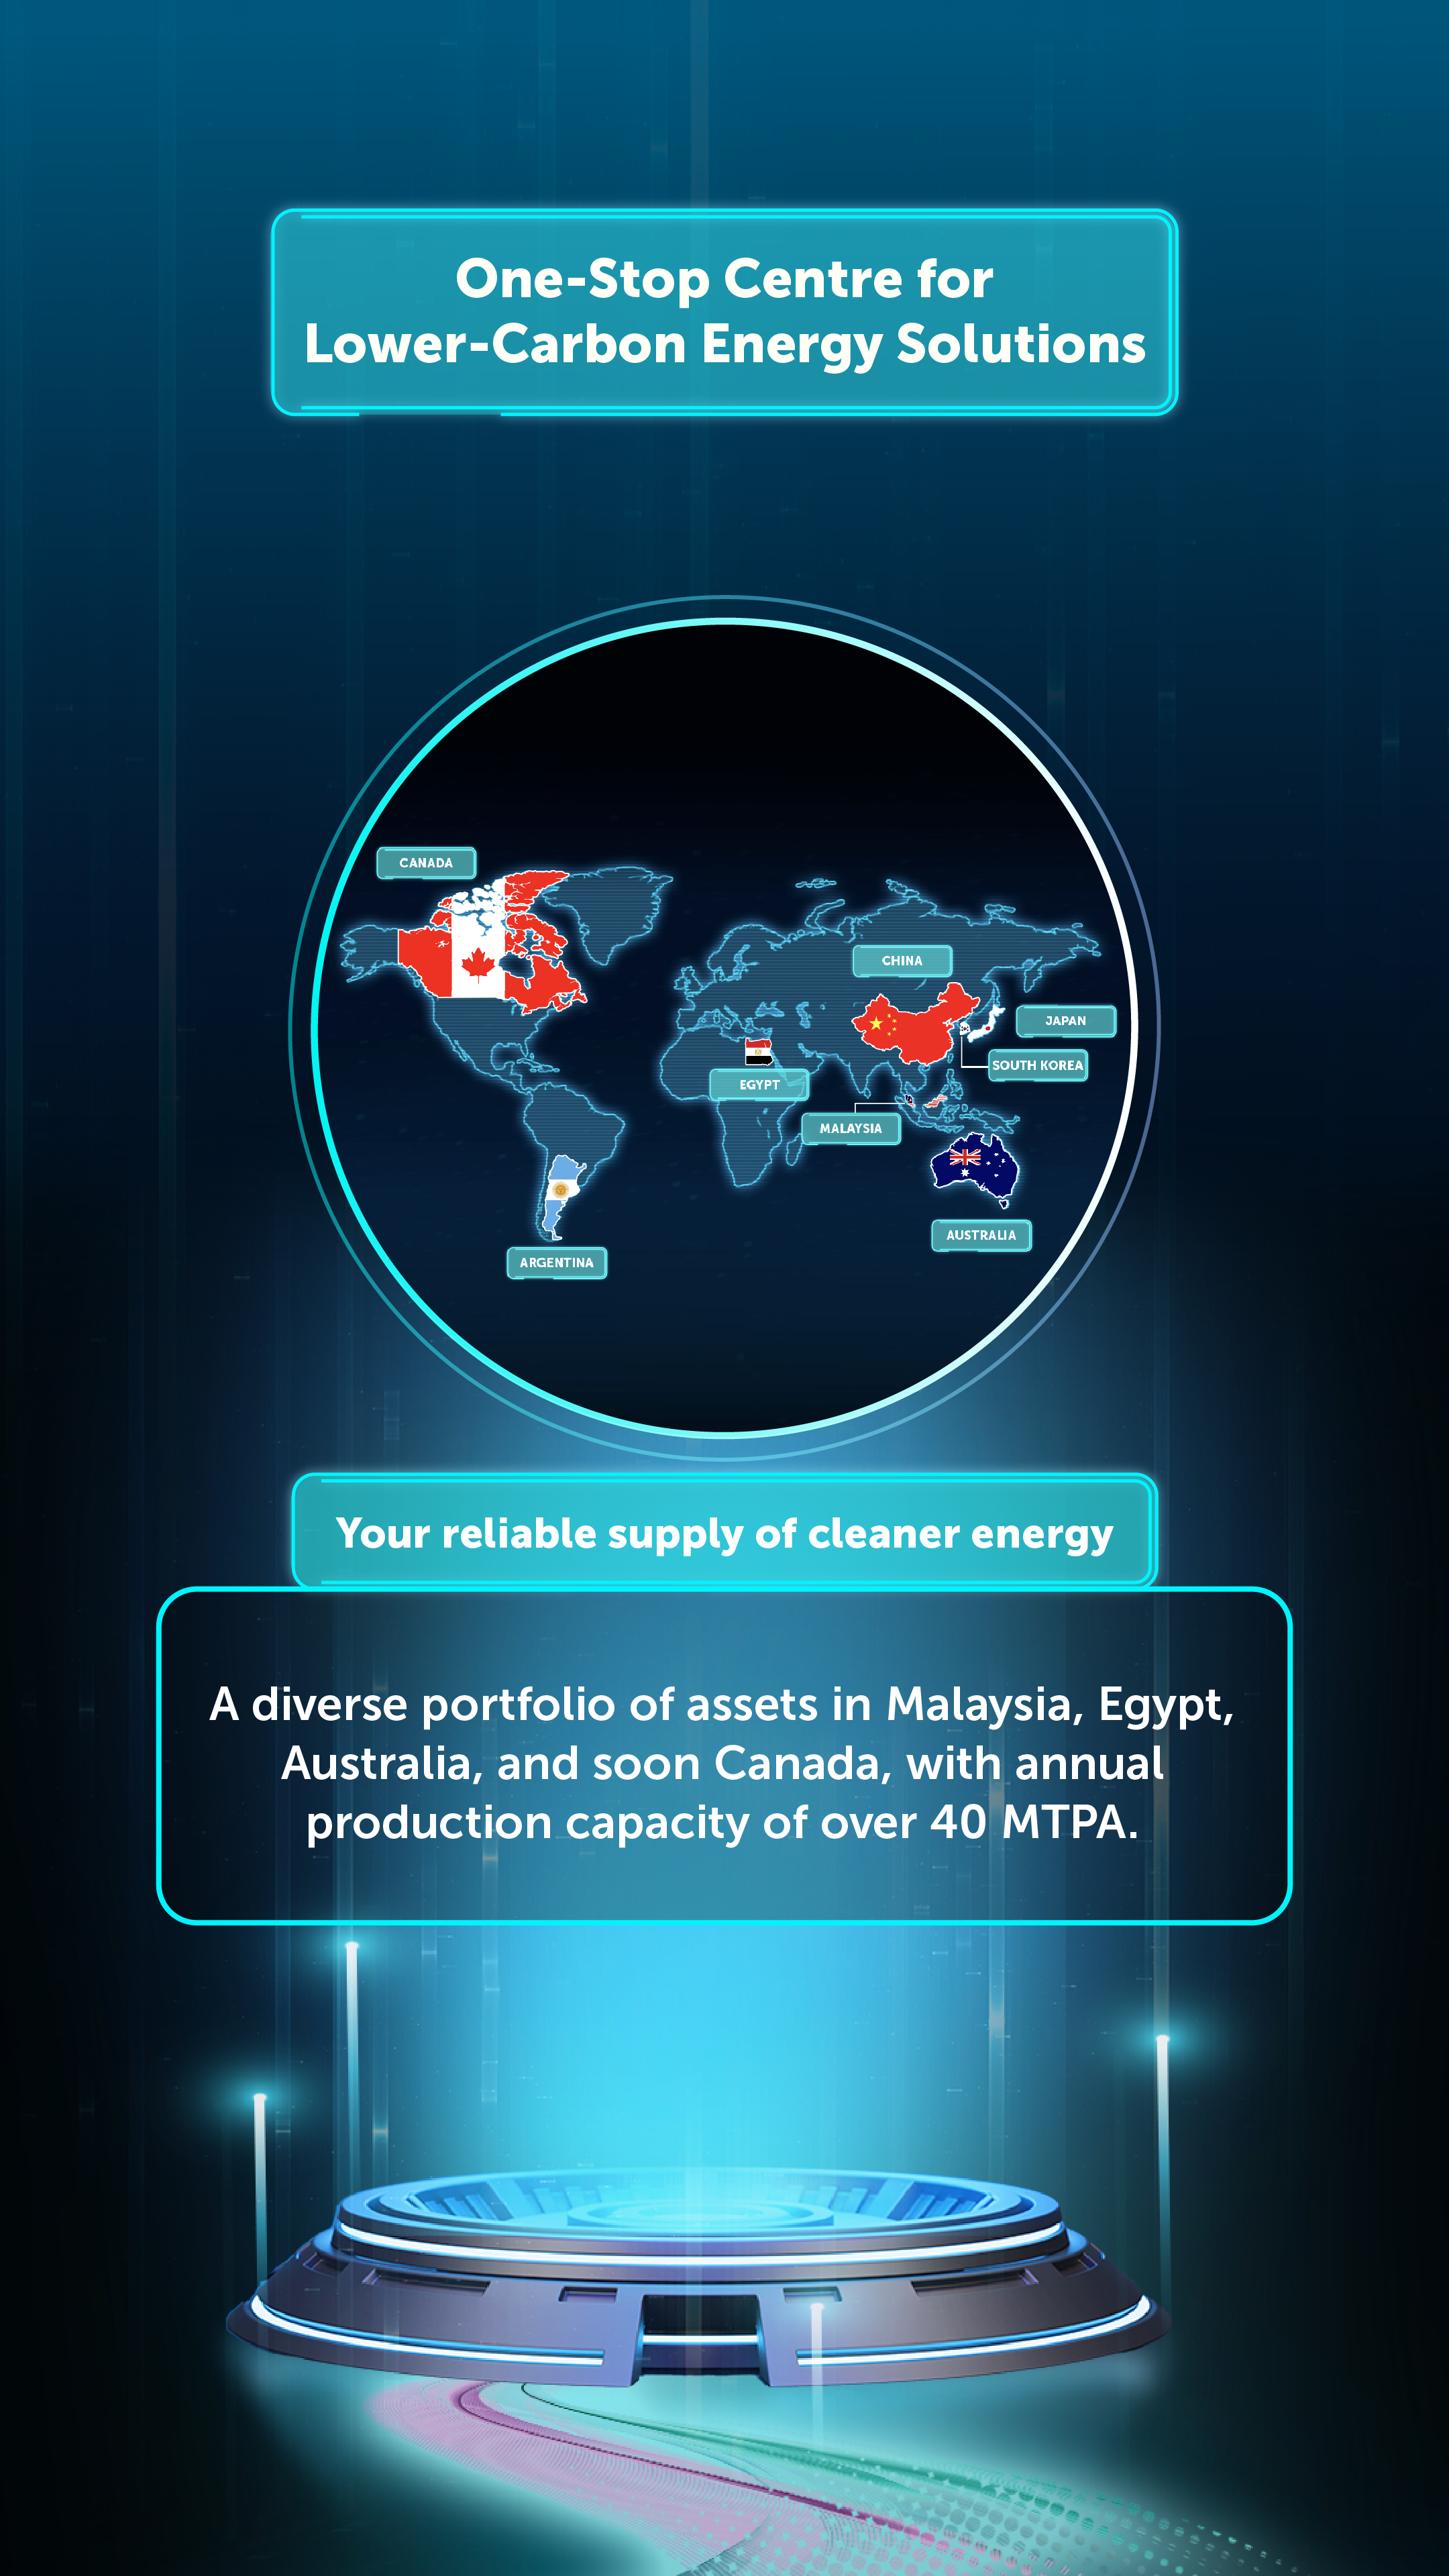 One-Stop Centre for
Lower-Carbon Energy Solutions
CANADA
CHINA
JAPAN
SOUTH KOREA
EGYPT
MALAYSIA
AUSTRALIA
ARGENTINA
Your reliable supply of cleaner energy
A diverse portfolio of assets in Malaysia, Egypt,
Australia, and soon Canada, with annual
production capacity of over 40 MTPA.